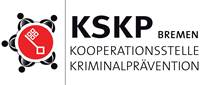 KSKP BREMEN
KOOPERATIONSSTELLE
KRIMINALPRÄVENTION